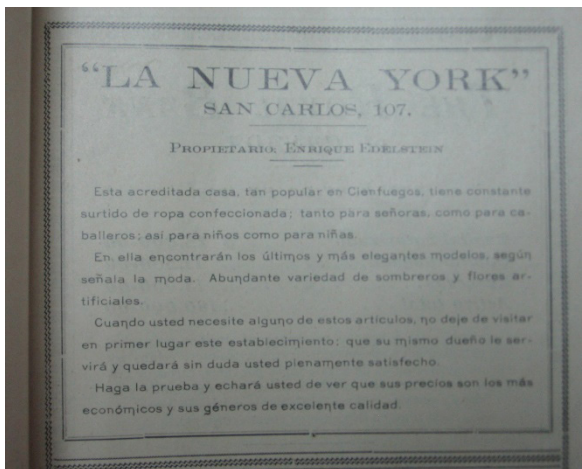 “LA NUEVA YORK”
SAN CARLOS, 107.
PROPIETARIO: ENRIQUE EDELSTEIN
Esta acreditada casa, tan popular en Cienfuegos, tiene constante
surtido de ropa confeccionada; tanto para señoras, como para ca-
balleros; asi para niños como para niñas.
En ella encontrarán los últimos y más elegantes modelos, según
señala la moda. Abundante variedad de sombreros y flores ar-
tificiales.
Cuando usted necesite alguno de estos artículos, no deje de visitar
en primer lugar este establecimiento; que su mismo dueño le ser-
virá y quedará sin duda usted plenamente satisfecho.
Haga la prueba y echará usted de ver que sus precios son los más
económicos y sus géneros de excelente calidad.